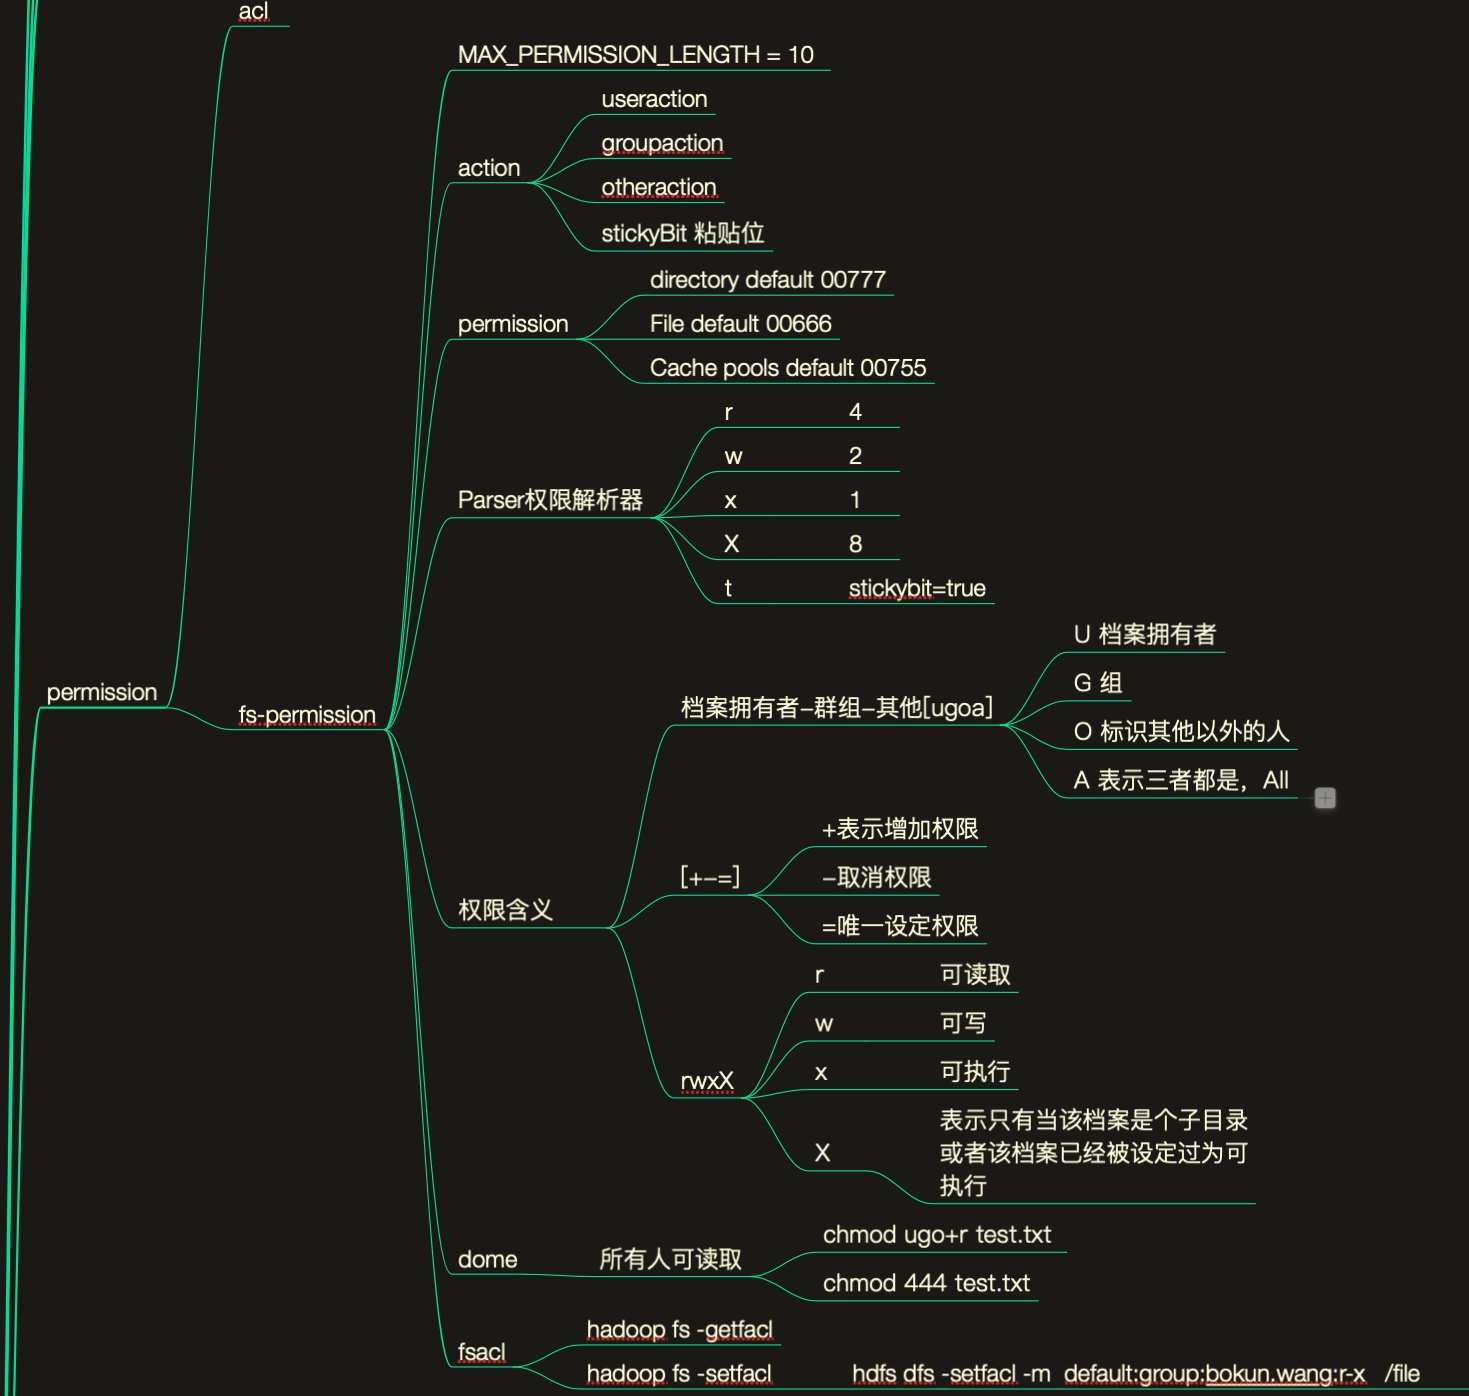 acl
MAX_PERMISSION_LENGTH = 10
useraction
groupaction
action
otheraction
stickyBit 粘贴位
directory default 00777
permission
File default 00666
Cache pools default 00755
r 4
w 2
Parser权限解析器
x 1
X 8
t stickybit=true
permission
fs-permission
档案拥有者-群组-其他[ugoa]
U 档案拥有者
G 组
O 标识其他以外的人
A 表示三者都是，All
权限含义
[+-=]
+表示增加权限
-取消权限
=唯一设定权限
rwxX
r 可读取
w 可写
x 可执行
X
表示只有当该档案是个子目录
或者该档案已经被设定过为可
执行
dome 所有人可读取
chmod ugo+r test.txt
chmod 444 test.txt
fsacl
hadoop fs -getfacl
hadoop fs -setfacl hdfs dfs -setfacl -m default:group:bokun.wang:r-x /file